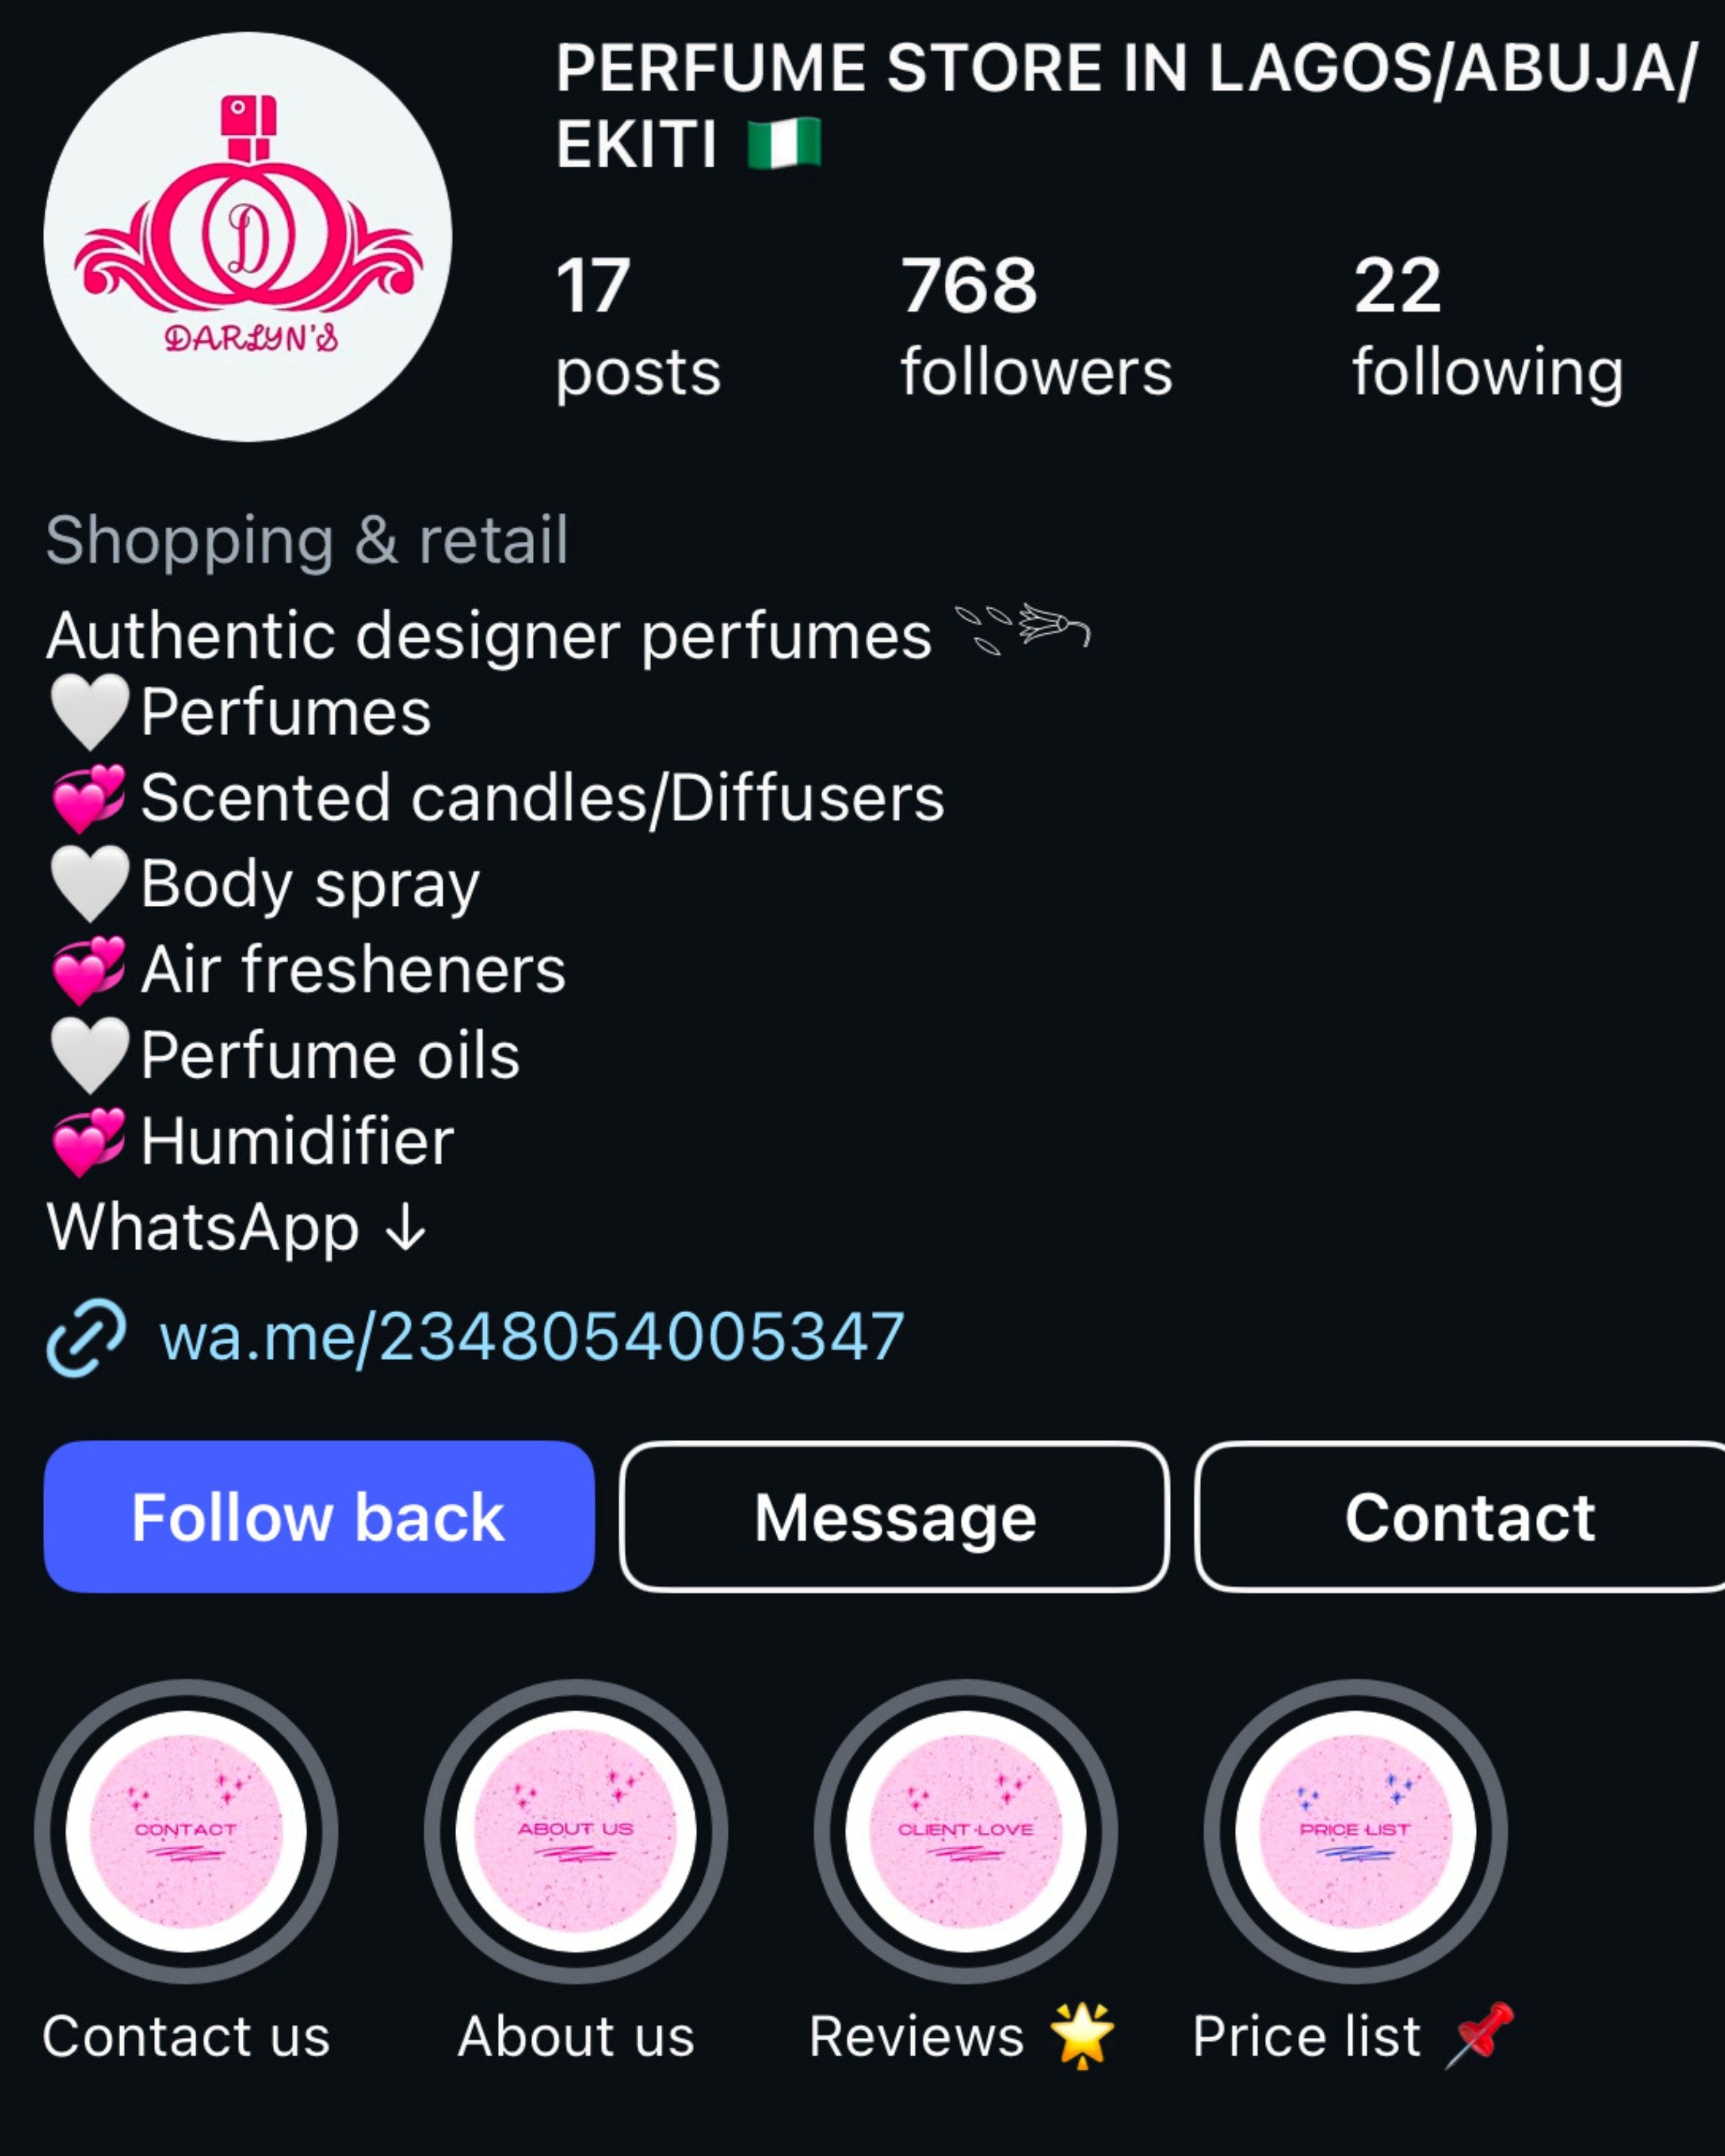 PERFUME STORE IN LAGOS/ABUJA/
EKITI 🇳🇬
17 posts
768 followers
22 following
D
DARLYN'S
Shopping & retail
Authentic designer perfumes
🤍Perfumes
💞Scented candles/Diffusers
🤍Body spray
💞Air fresheners
🤍Perfume oils
💞Humidifier
WhatsApp ↓
wa.me/2348054005347
Follow back
Message
Contact
CONTACT
ABOUT US
CLIENT LOVE
PRICE LIST
Contact us
About us
Reviews 🌟
Price list 📌